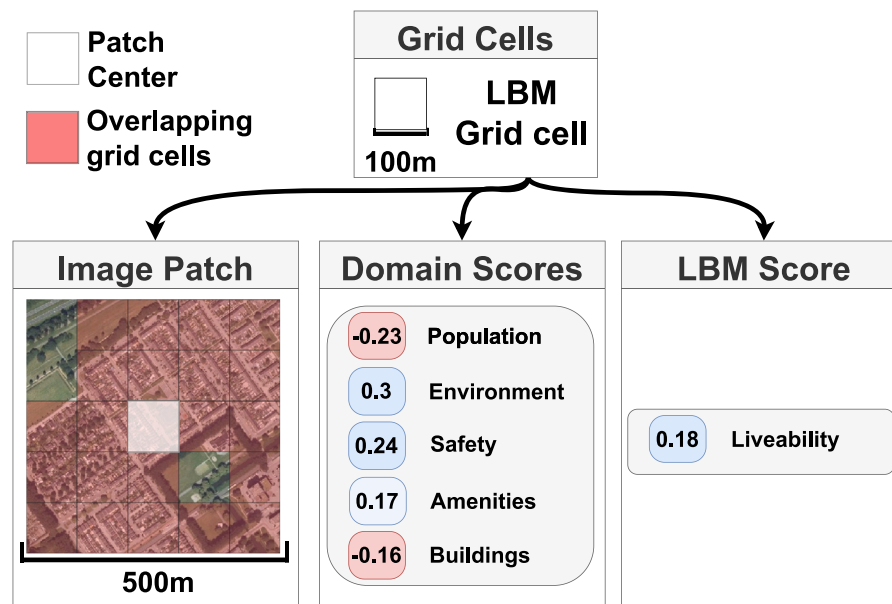 Patch
Center
Overlapping
grid cells
Grid Cells
LBM
Grid cell
100m
Image Patch
500m
Domain Scores
-0.23 Population
0.3 Environment
0.24 Safety
0.17 Amenities
-0.16 Buildings
LBM Score
0.18 Liveability